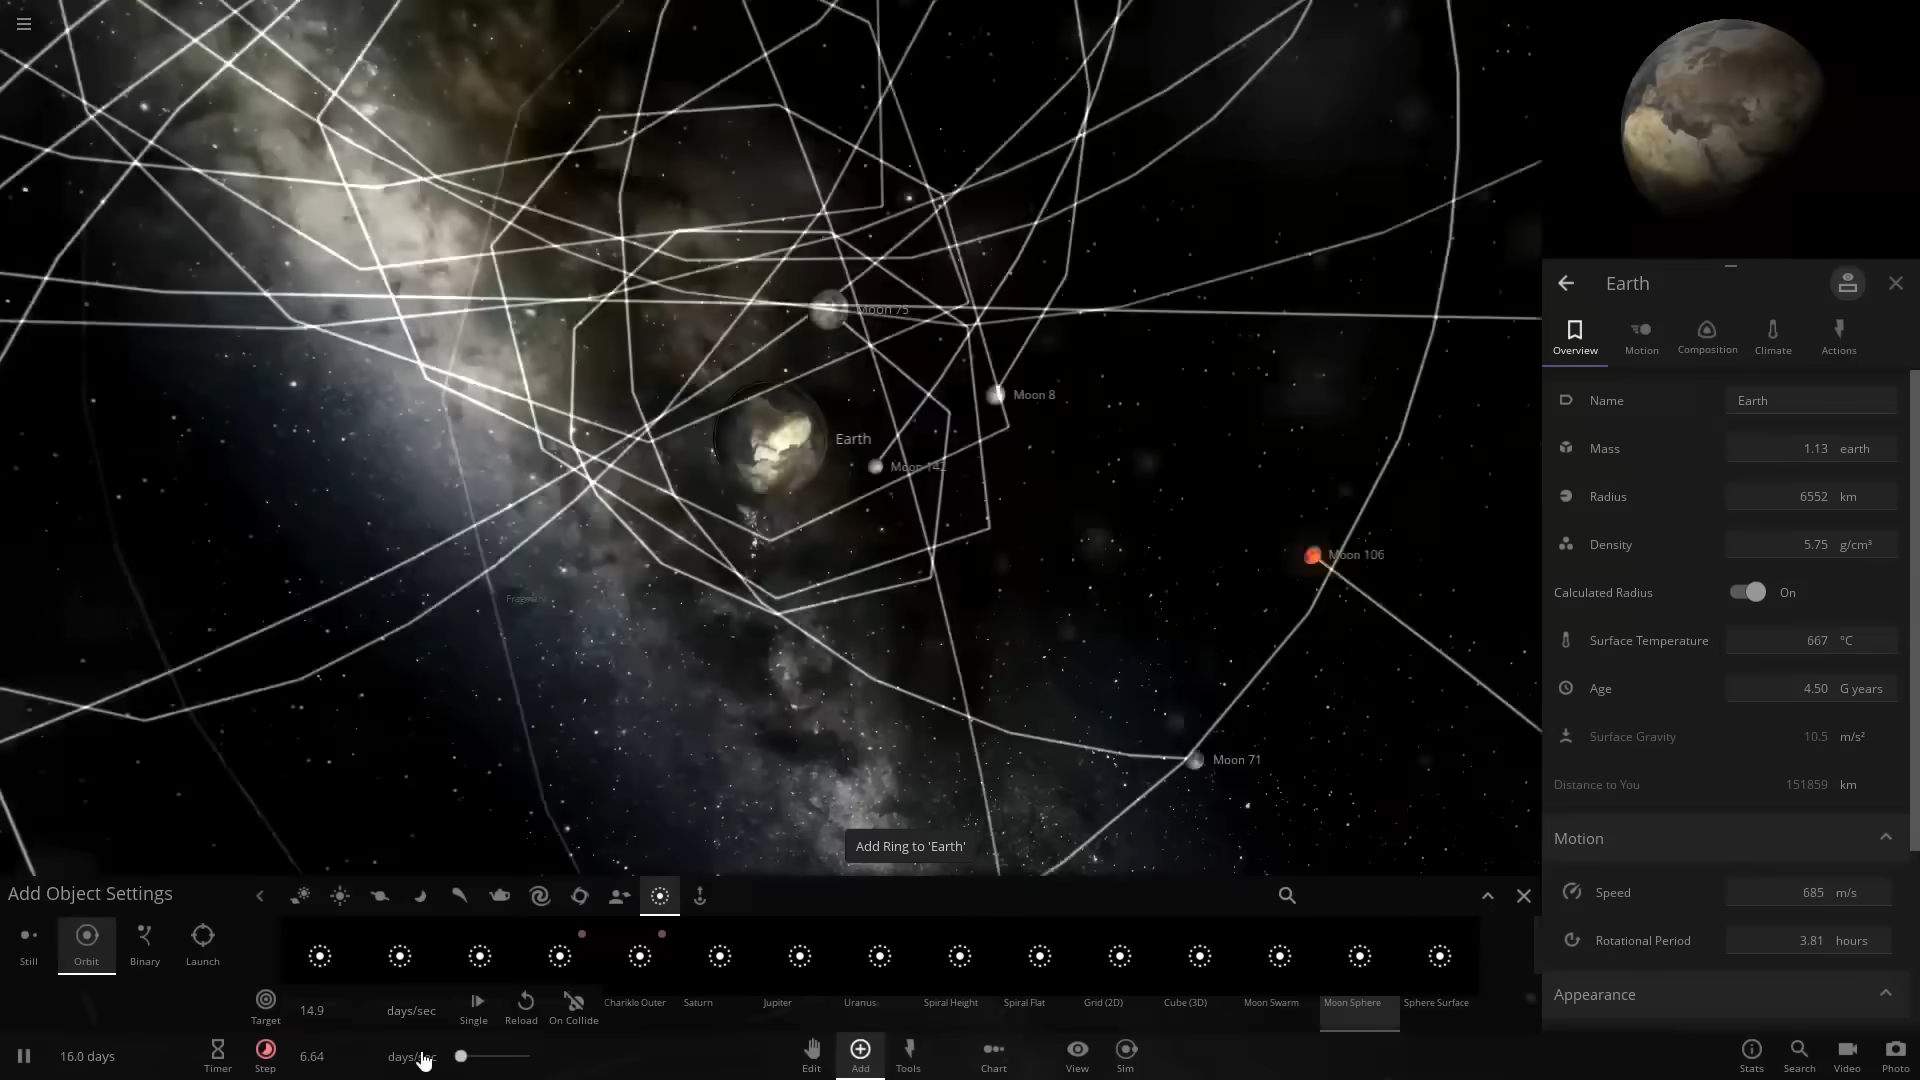 Earth
Overview
Motion
Composition
Climate
Actions
Name
Earth
Mass
1.13 earth
Radius
6552 km
Density
5.75 g/cm³
Calculated Radius
On
Surface Temperature
667 °C
Age
4.50 G years
Surface Gravity
10.5 m/s²
Distance to You
151859 km
Motion
Speed
685 m/s
Rotational Period
3.81 hours
Appearance
Moon 75
Moon 8
Earth
Moon 142
Moon 106
Fragment
Moon 71
Add Ring to 'Earth'
Add Object Settings
Still
Orbit
Binary
Launch
Chariklo Outer
Saturn
Jupiter
Uranus
Spiral Height
Spiral Flat
Grid (2D)
Cube (3D)
Moon Swarm
Moon Sphere
Sphere Surface
Target
14.9 days/sec
Single
Reload
On Collide
16.0 days
Timer
Step
6.64 days/sec
Edit
Add
Tools
Chart
View
Sim
Stats
Search
Video
Photo